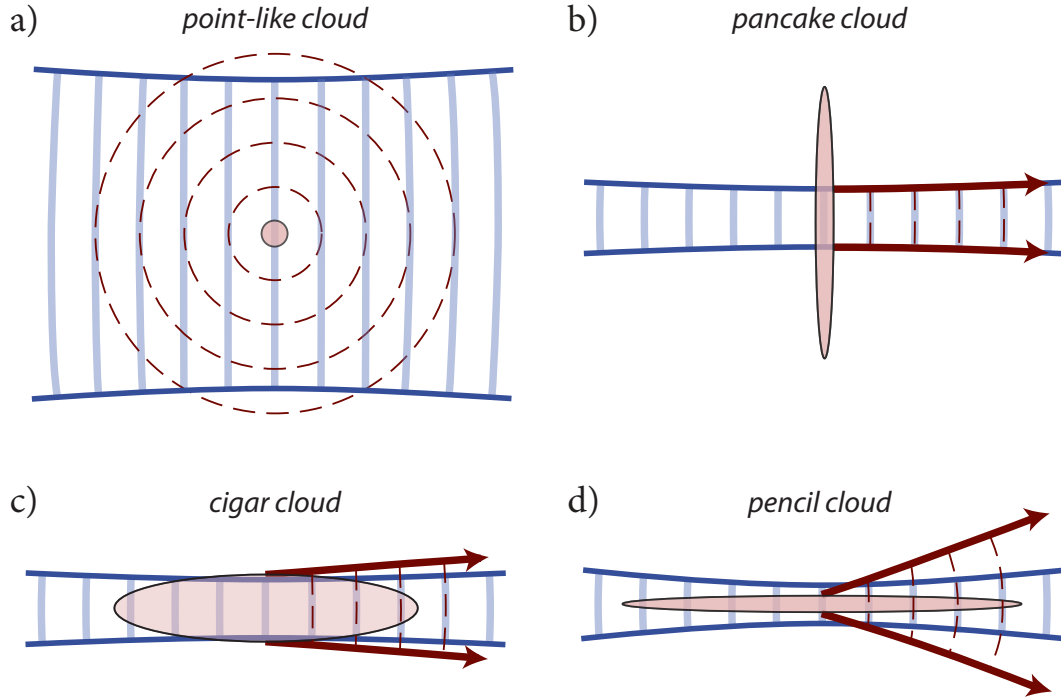 a)
point-like cloud
b)
pancake cloud
c)
cigar cloud
d)
pencil cloud